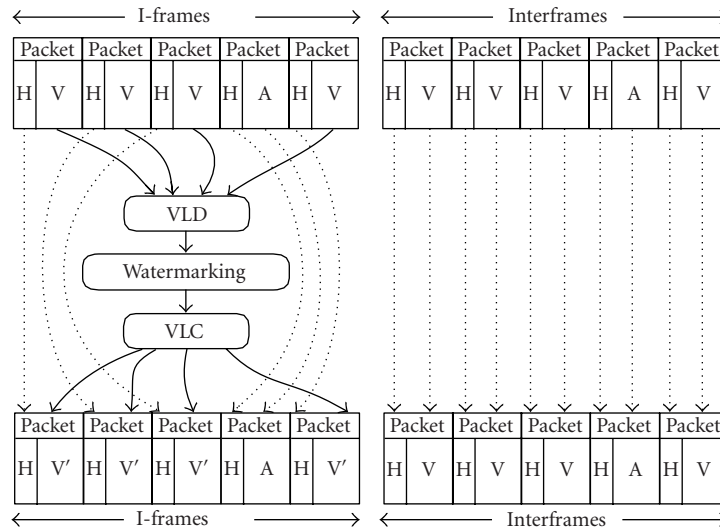 I-frames Interframes
Packet Packet Packet Packet Packet Packet Packet Packet Packet Packet
H V H V H V H A H V H V H V H V H A H V
VLD
Watermarking
VLC
Packet Packet Packet Packet Packet Packet Packet Packet Packet Packet
H V′ H V′ H V′ H A H V′ H V H V H V H A H V
I-frames Interframes